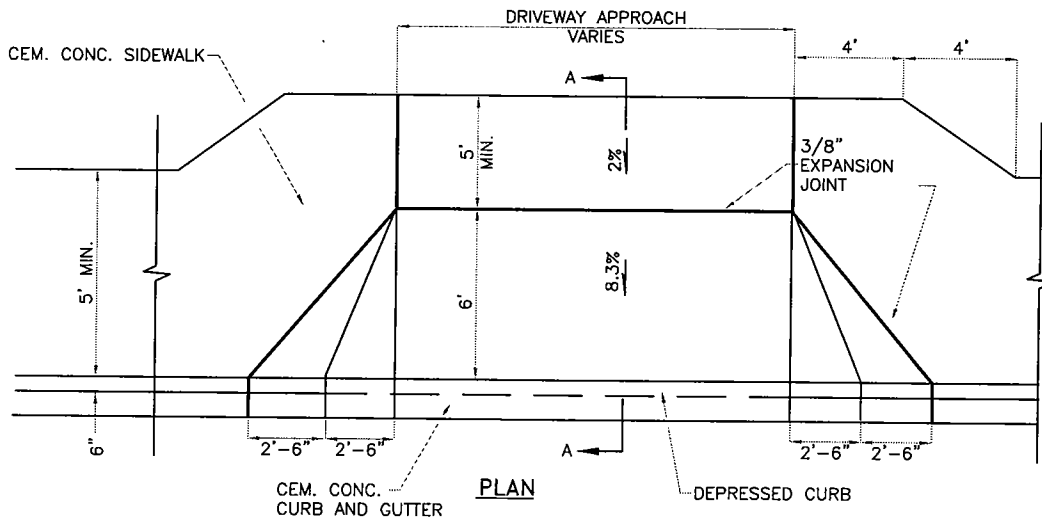 DRIVEWAY APPROACH
VARIES
4'
4'
CEM. CONC. SIDEWALK
A
5'
MIN.
2%
3/8"
EXPANSION
JOINT
5' MIN.
6'
8.3%
6"
2'-6"
2'-6"
A
2'-6"
2'-6"
CEM. CONC.
CURB AND GUTTER
PLAN
DEPRESSED CURB